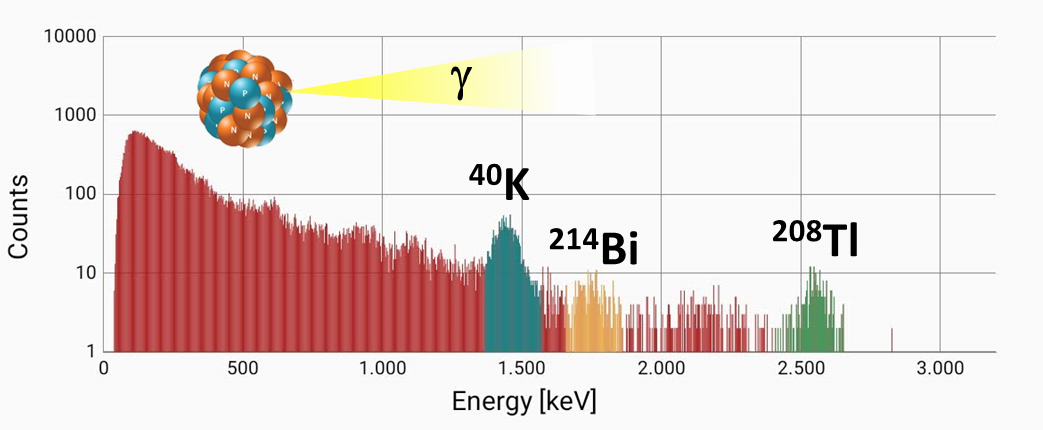 10000
γ
1000
⁴⁰K
100
²¹⁴Bi
²⁰⁸Tl
Counts
10
1
0 500 1.000 1.500 2.000 2.500 3.000
Energy [keV]
N
N
P
N
P
N
N
N